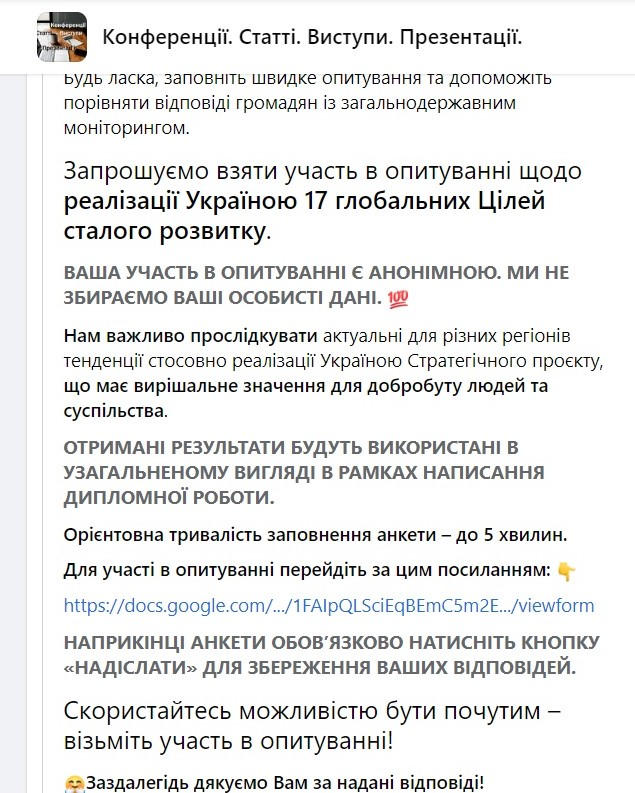 Конференції. Статті. Виступи. Презентації.
Будь ласка, заповніть швидке опитування та допоможіть
порівняти відповіді громадян із загальнодержавним
моніторингом.
Запрошуємо взяти участь в опитуванні щодо
реалізації Україною 17 глобальних Цілей
сталого розвитку.
ВАША УЧАСТЬ В ОПИТУВАННІ Є АНОНІМНОЮ. МИ НЕ
ЗБИРАЄМО ВАШІ ОСОБИСТІ ДАНІ. 💯
Нам важливо прослідкувати актуальні для різних регіонів
тенденції стосовно реалізації Україною Стратегічного проєкту,
що має вирішальне значення для добробуту людей та
суспільства.
ОТРИМАНІ РЕЗУЛЬТАТИ БУДУТЬ ВИКОРИСТАНІ В
УЗАГАЛЬНЕНОМУ ВИГЛЯДІ В РАМКАХ НАПИСАННЯ
ДИПЛОМНОЇ РОБОТИ.
Орієнтовна тривалість заповнення анкети – до 5 хвилин.
Для участі в опитуванні перейдіть за цим посиланням: 👇
https://docs.google.com/.../1FAIpQLSciEqBEmC5m2E.../viewform
НАПРИКІНЦІ АНКЕТИ ОБОВ’ЯЗКОВО НАТИСНІТЬ КНОПКУ
«НАДІСЛАТИ» ДЛЯ ЗБЕРЕЖЕННЯ ВАШИХ ВІДПОВІДЕЙ.
Скористайтесь можливістю бути почутим –
візьміть участь в опитуванні!
Заздалегідь дякуємо Вам за надані відповіді!